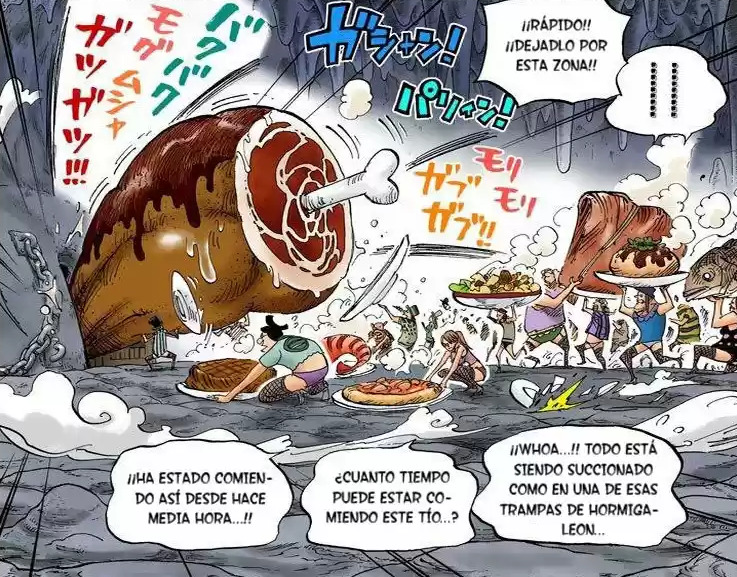 バクバク
モグムシャ
ガツガツ!!!
ガシャン!
パリィン!
¡¡RÁPIDO!!
¡¡DEJADLO POR
ESTA ZONA!!
!!
モリモリ
ガブガブ!!
¡¡HA ESTADO COMIEN-
DO ASÍ DESDE HACE
MEDIA HORA...!!
¿CUANTO TIEMPO
PUEDE ESTAR CO-
MIENDO ESTE TÍO...?
¡¡WHOA...!! TODO ESTÁ
SIENDO SUCCIONADO
COMO EN UNA DE ESAS
TRAMPAS DE HORMIGA-
LEON...